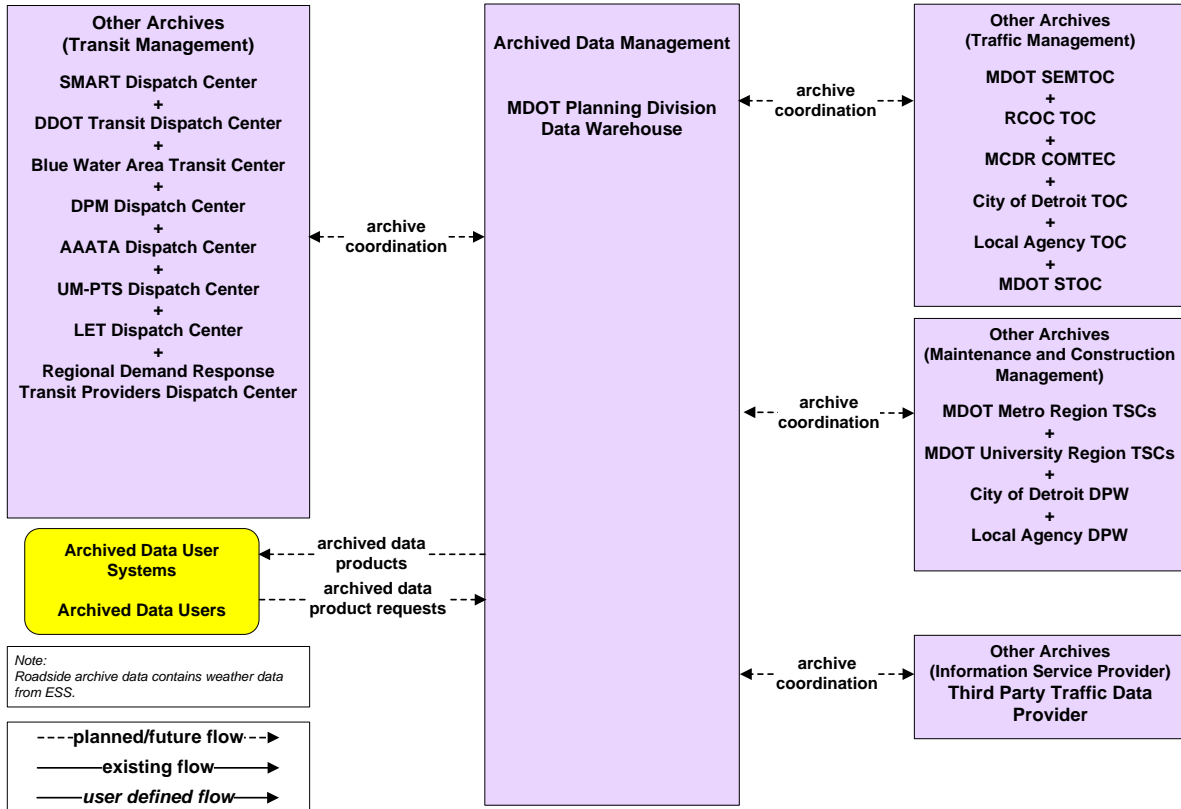 Other Archives
(Transit Management)
SMART Dispatch Center
+
DDOT Transit Dispatch Center
+
Blue Water Area Transit Center
+
DPM Dispatch Center
+
AAATA Dispatch Center
+
UM-PTS Dispatch Center
+
LET Dispatch Center
+
Regional Demand Response
Transit Providers Dispatch Center
archive
coordination
Archived Data Management
MDOT Planning Division
Data Warehouse
archive
coordination
Other Archives
(Traffic Management)
MDOT SEMTOC
+
RCOC TOC
+
MCDR COMTEC
+
City of Detroit TOC
+
Local Agency TOC
+
MDOT STOC
archive
coordination
Other Archives
(Maintenance and Construction
Management)
MDOT Metro Region TSCs
+
MDOT University Region TSCs
+
City of Detroit DPW
+
Local Agency DPW
Archived Data User
Systems
Archived Data Users
archived data
products
archived data
product requests
archive
coordination
Other Archives
(Information Service Provider)
Third Party Traffic Data
Provider
Note:
Roadside archive data contains weather data
from ESS.
planned/future flow
existing flow
user defined flow